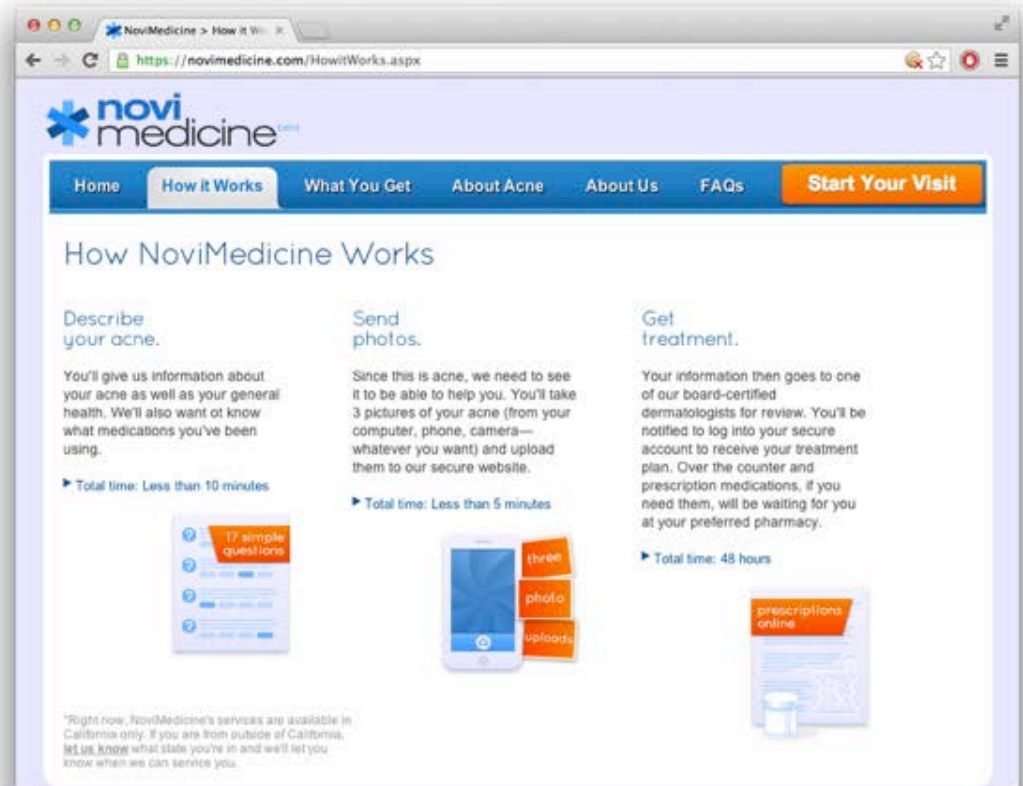 NoviMedicine > How it W
https://novimedicine.com/HowitWorks.aspx
novi
medicine beta
Home How it Works What You Get About Acne About Us FAQs Start Your Visit
How NoviMedicine Works
Describe
your acne.
You'll give us information about
your acne as well as your general
health. We'll also want ot know
what medications you've been
using.
Total time: Less than 10 minutes
17 simple
questions
Send
photos.
Since this is acne, we need to see
it to be able to help you. You'll take
3 pictures of your acne (from your
computer, phone, camera—
whatever you want) and upload
them to our secure website.
Total time: Less than 5 minutes
three
photo
uploads
Get
treatment.
Your information then goes to one
of our board-certified
dermatologists for review. You'll be
notified to log into your secure
account to receive your treatment
plan. Over the counter and
prescription medications, if you
need them, will be waiting for you
at your preferred pharmacy.
Total time: 48 hours
prescriptions
online
*Right now, NoviMedicine's services are available in
California only. If you are from outside of California,
let us know what state you're in and we'll let you
know when we can service you.